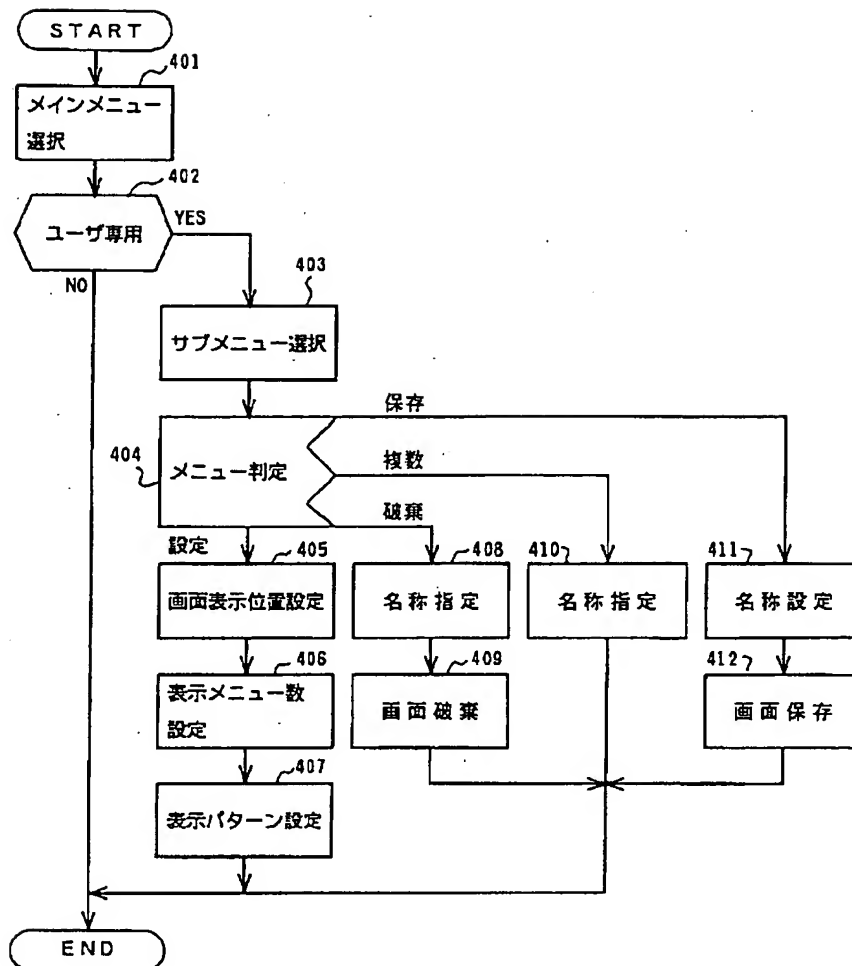 START
401
メインメニュー
選択
402
ユーザ専用
YES
NO
403
サブメニュー選択
404
メニュー判定
保存
複数
破棄
設定
405
画面表示位置設定
408
名称指定
410
名称指定
411
名称設定
406
表示メニュー数
設定
409
画面破棄
412
画面保存
407
表示パターン設定
END